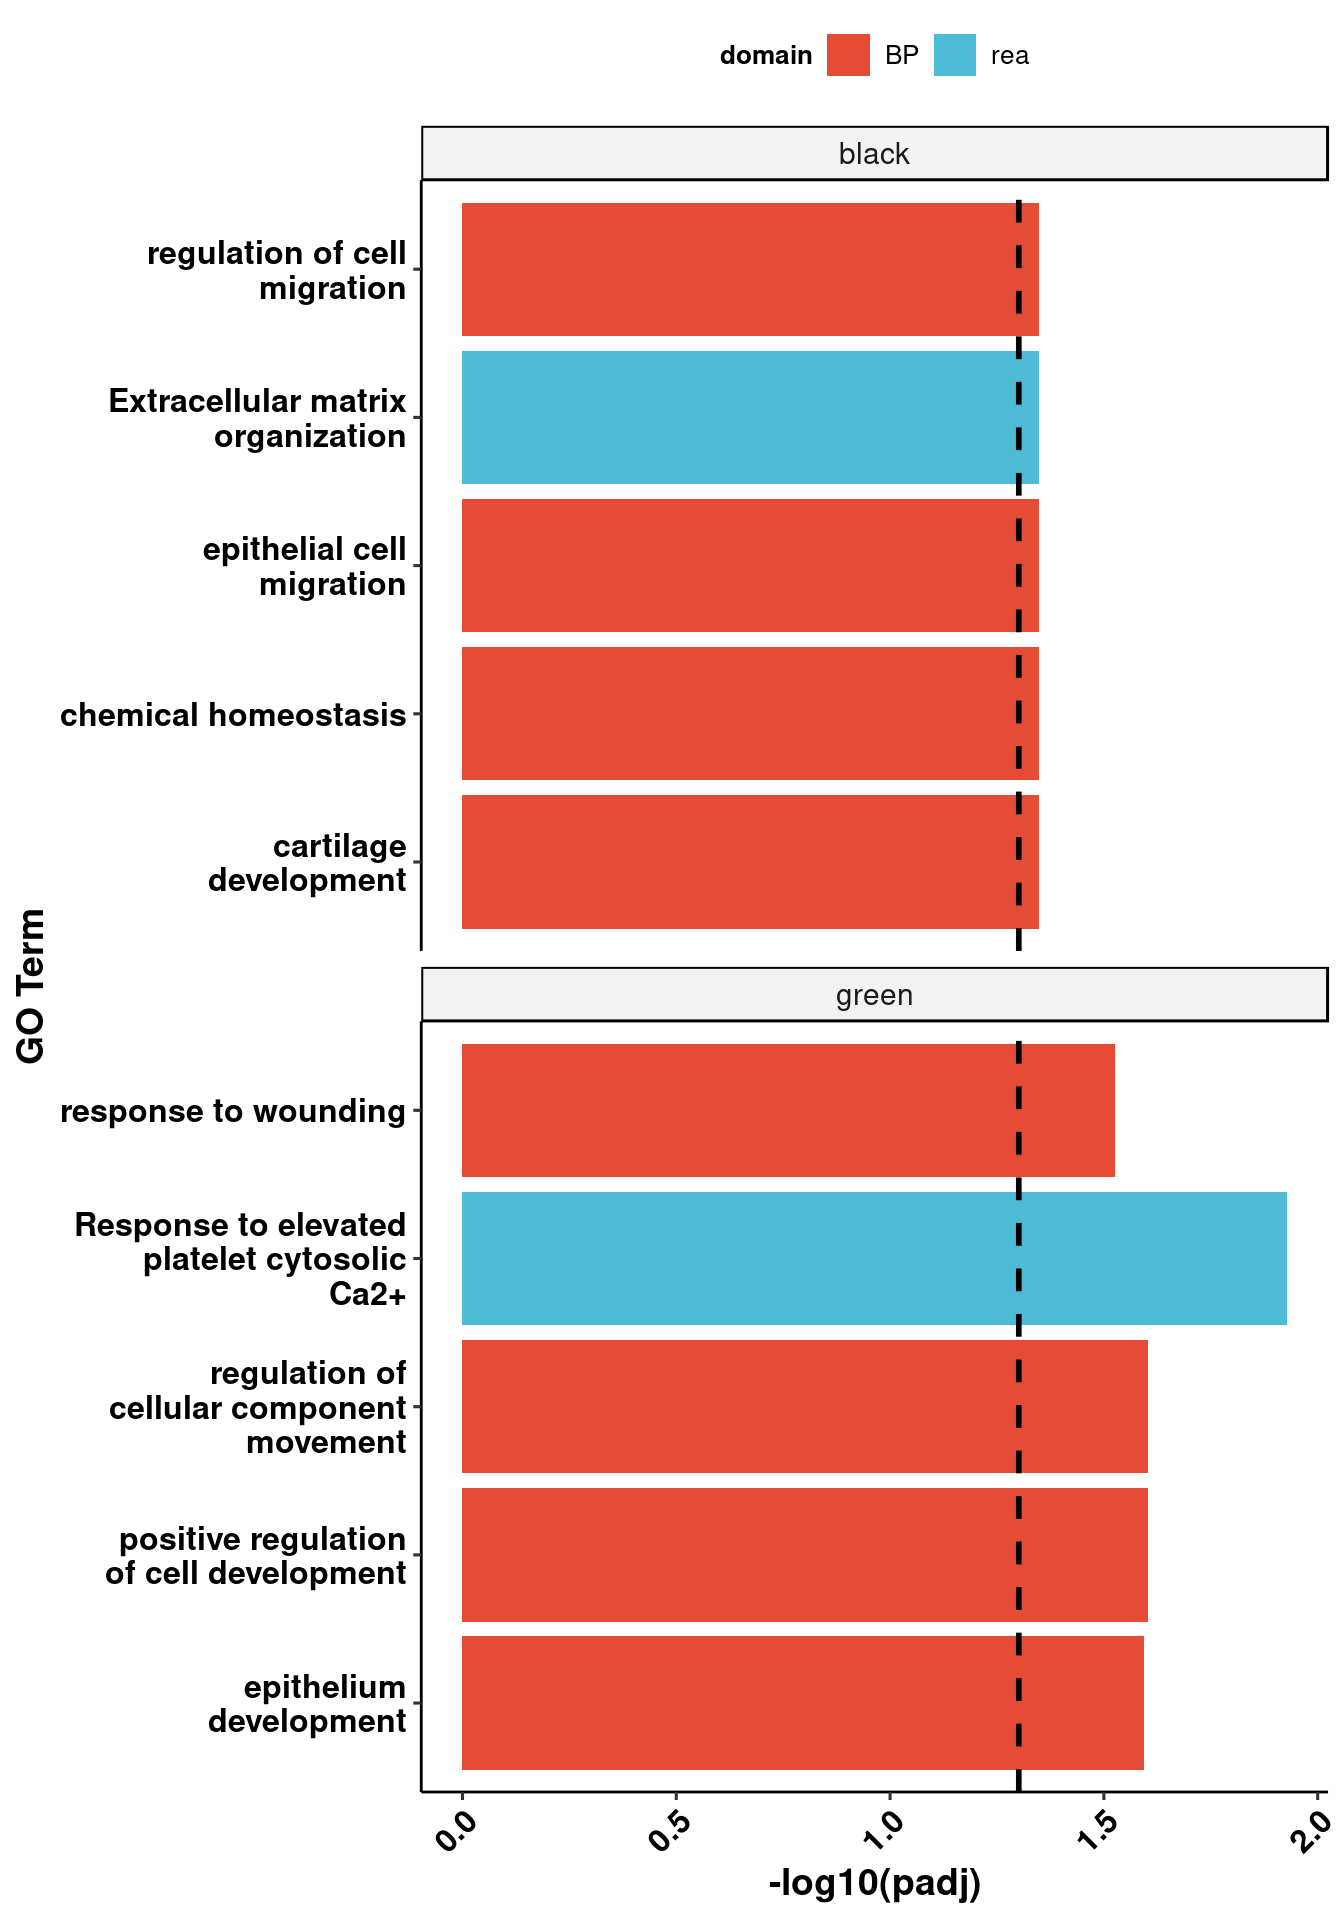 domain BP rea
black
regulation of cell
migration
Extracellular matrix
organization
epithelial cell
migration
chemical homeostasis
cartilage
development
GO Term
green
response to wounding
Response to elevated
platelet cytosolic
Ca2+
regulation of
cellular component
movement
positive regulation
of cell development
epithelium
development
0.0 0.5 1.0 1.5 2.0
-log10(padj)